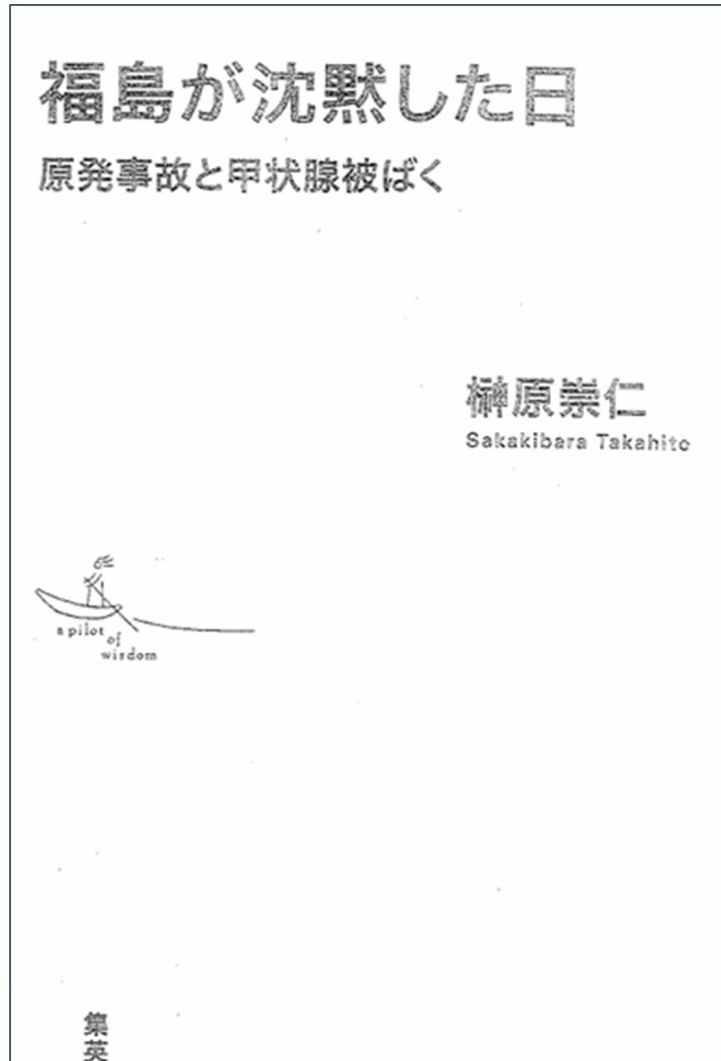 福島が沈黙した日
原発事故と甲状腺被ばく
榊原崇仁
Sakakibara Takahito
a pilot
of
wisdom
集英